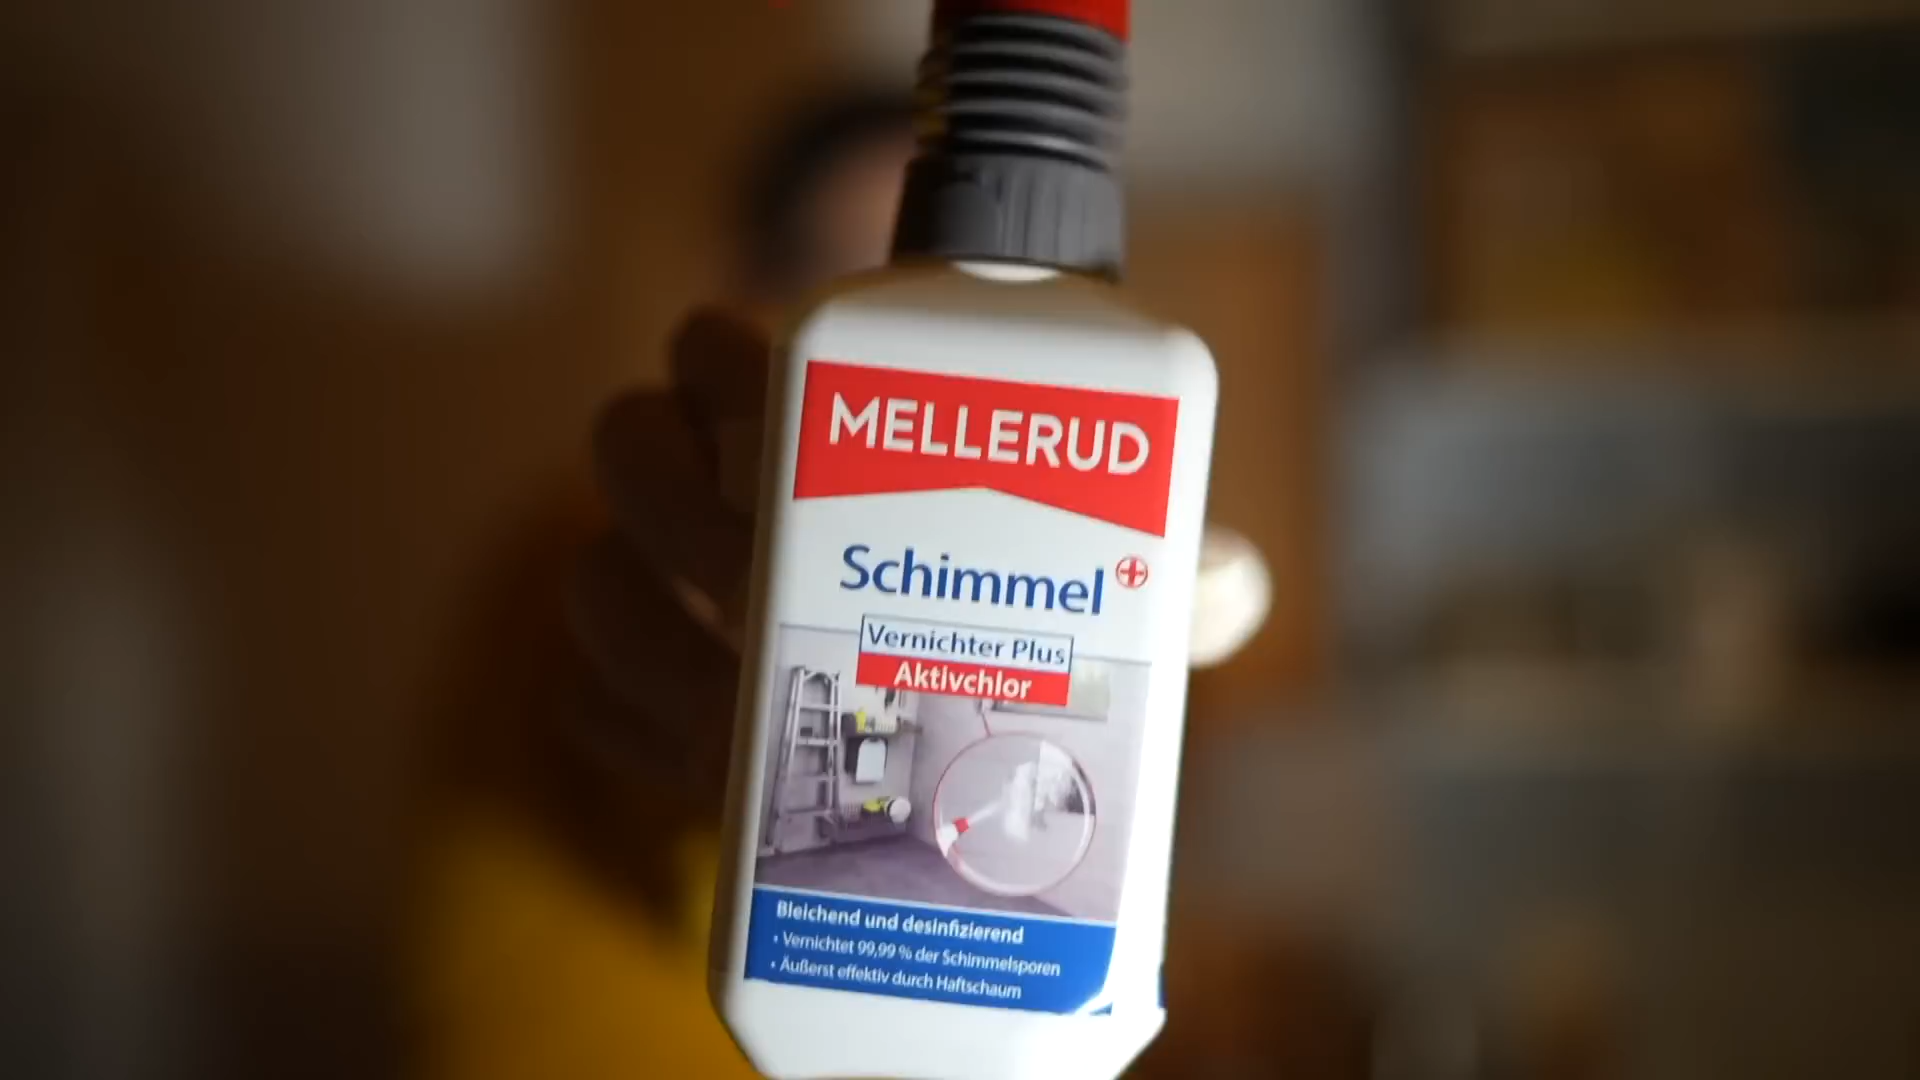 MELLERUD
Schimmel
Vernichter Plus
Aktivchlor
Bleichend und desinfizierend
• Vernichtet 99,99 % der Schimmelsporen
• Äußerst effektiv durch Haftschaum